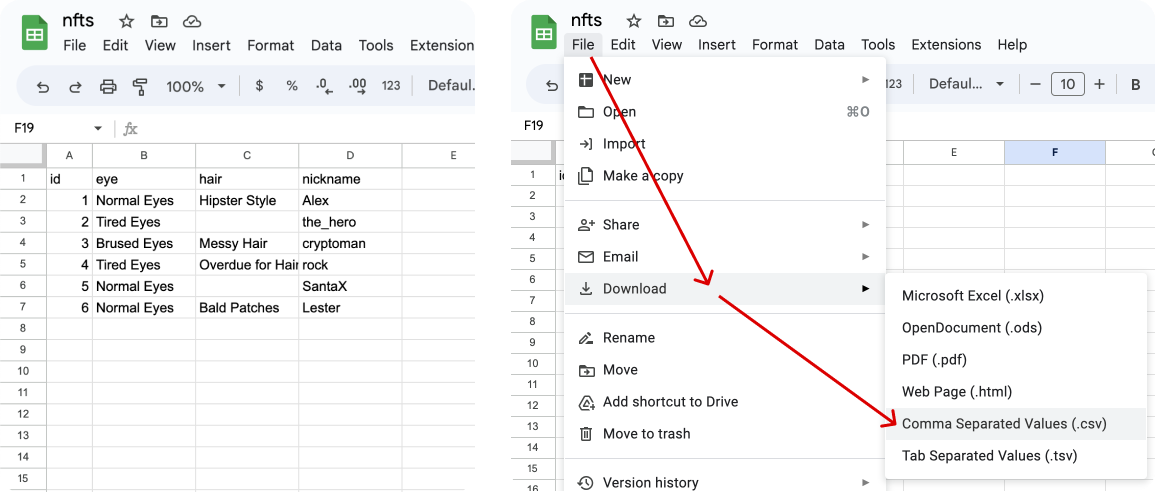 nfts
File Edit View Insert Format Data Tools Extension
100% $ % .0 .00 123 Defaul...
F19 fx
A B C D E
1 id eye hair nickname
2 1 Normal Eyes Hipster Style Alex
3 2 Tired Eyes the_hero
4 3 Brused Eyes Messy Hair cryptoman
5 4 Tired Eyes Overdue for Hair rock
6 5 Normal Eyes SantaX
7 6 Normal Eyes Bald Patches Lester
8
9
10
11
12
13
14
15
nfts
File Edit View Insert Format Data Tools Extensions Help
123 Defaul... − 10 + B
F19
E F
1
2
3
4
5
6
7
8
9
10
11
12
13
14
15
16
New
Open ⌘O
Import
Make a copy
Share
Email
Download
Rename
Move
Add shortcut to Drive
Move to trash
Version history
Microsoft Excel (.xlsx)
OpenDocument (.ods)
PDF (.pdf)
Web Page (.html)
Comma Separated Values (.csv)
Tab Separated Values (.tsv)